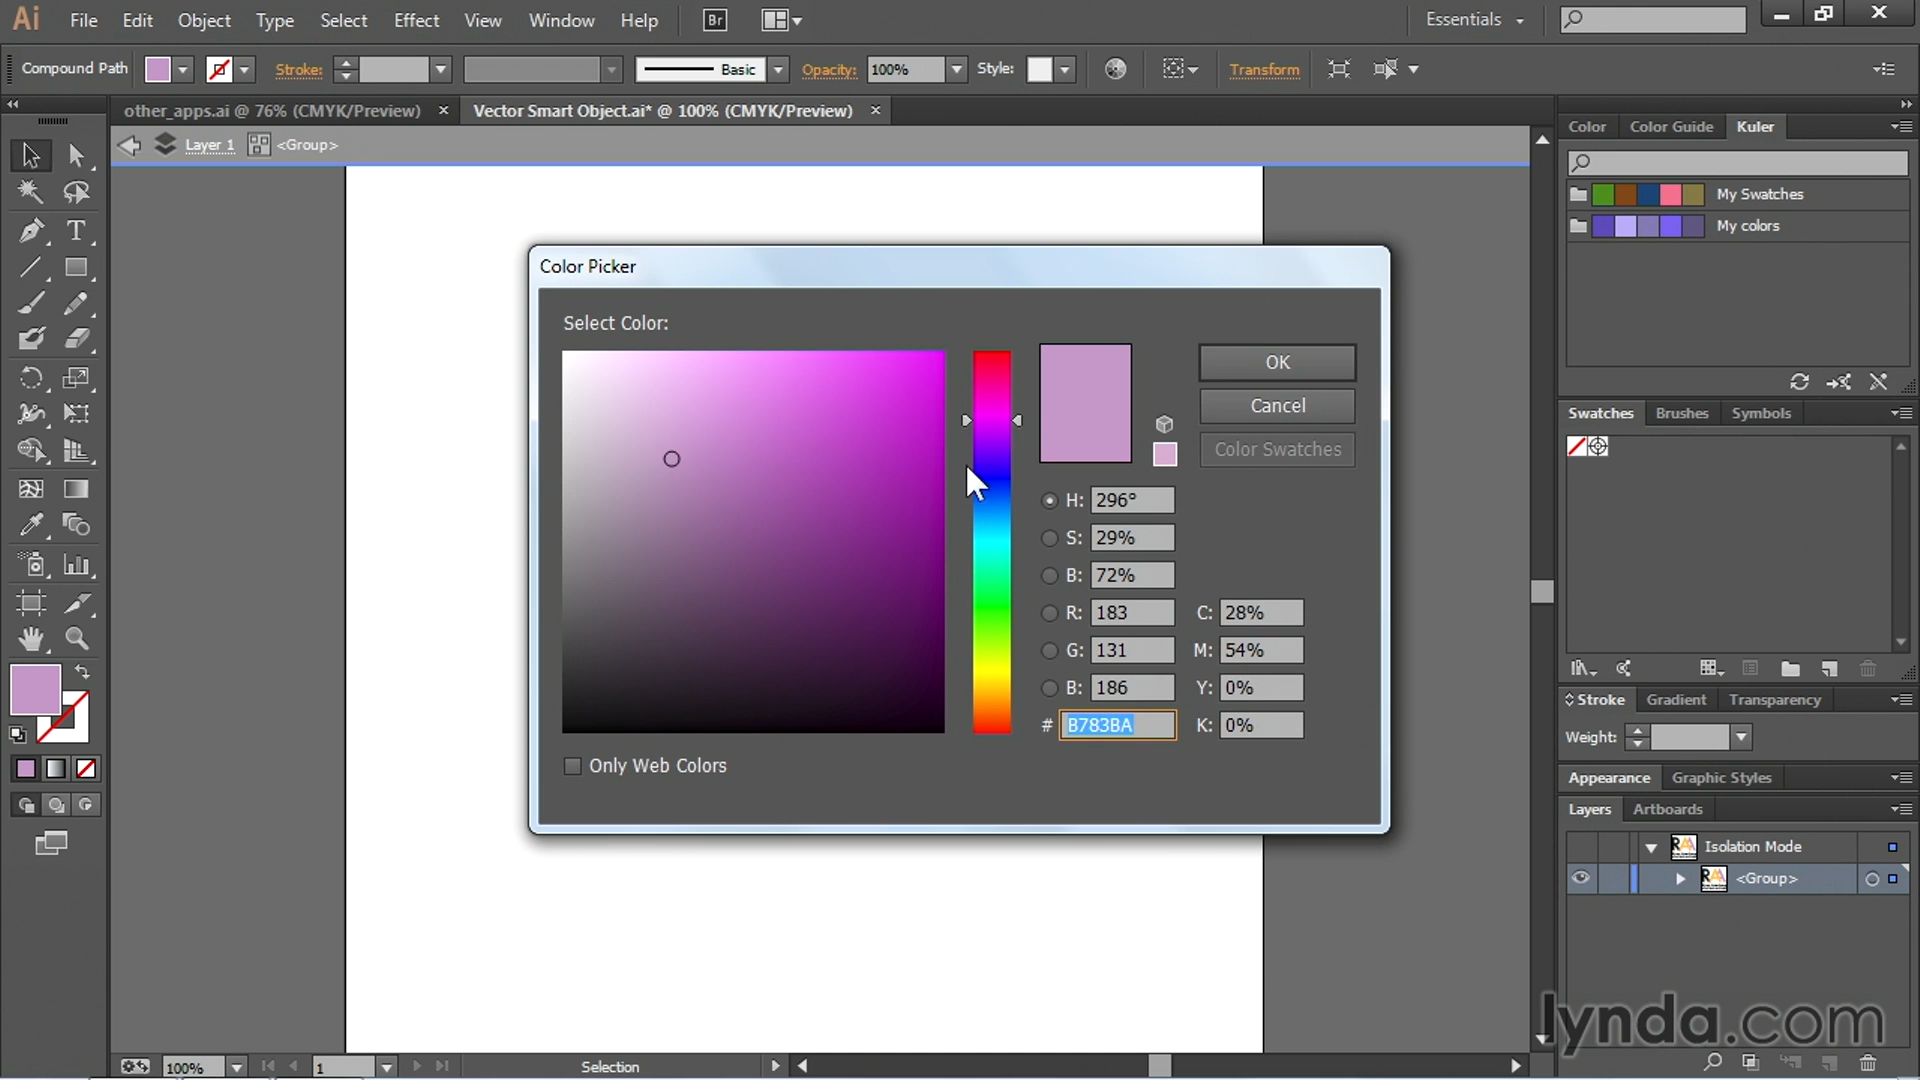 Ai File Edit Object Type Select Effect View Window Help Br Essentials
Compound Path Stroke: Basic Opacity: 100% Style: Transform
other_apps.ai @ 76% (CMYK/Preview) Vector Smart Object.ai* @ 100% (CMYK/Preview)
Layer 1 <Group>
Color Color Guide Kuler
My Swatches
My colors
Color Picker
Select Color:
OK
Cancel
Color Swatches
H: 296°
S: 29%
B: 72%
R: 183 C: 28%
G: 131 M: 54%
B: 186 Y: 0%
# B783BA K: 0%
Only Web Colors
Swatches Brushes Symbols
Stroke Gradient Transparency
Weight:
Appearance Graphic Styles
Layers Artboards
Isolation Mode
<Group>
lynda.com
100% 1 Selection